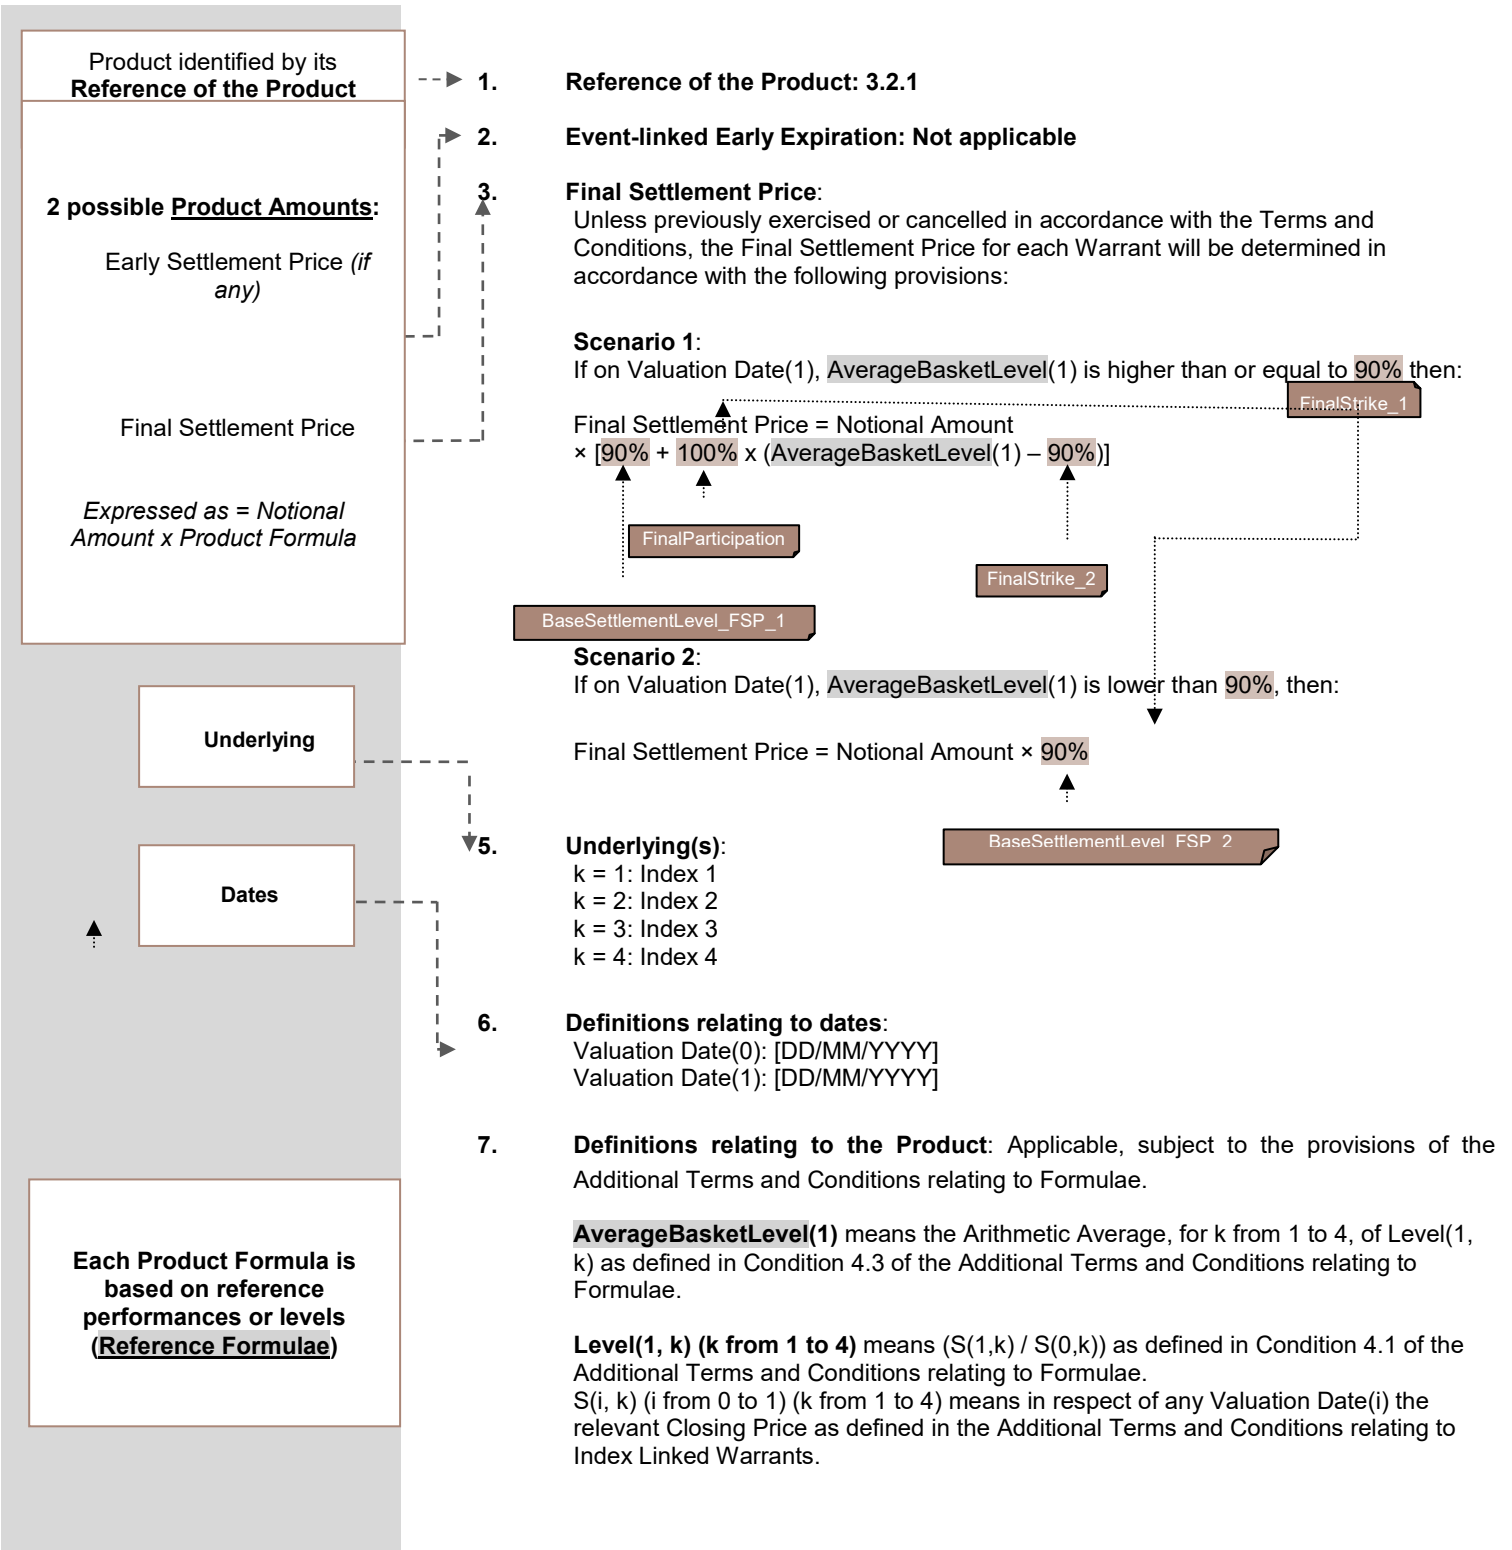 Product identified by its
Reference of the Product
2 possible Product Amounts:
Early Settlement Price (if
any)
Final Settlement Price
Expressed as = Notional
Amount x Product Formula
Underlying
Dates
Each Product Formula is
based on reference
performances or levels
(Reference Formulae)
1. Reference of the Product: 3.2.1
2. Event-linked Early Expiration: Not applicable
3. Final Settlement Price:
Unless previously exercised or cancelled in accordance with the Terms and
Conditions, the Final Settlement Price for each Warrant will be determined in
accordance with the following provisions:
Scenario 1:
If on Valuation Date(1), AverageBasketLevel(1) is higher than or equal to 90% then:
FinalStrike_1
Final Settlement Price = Notional Amount
× [90% + 100% x (AverageBasketLevel(1) – 90%)]
FinalParticipation
FinalStrike_2
BaseSettlementLevel_FSP_1
Scenario 2:
If on Valuation Date(1), AverageBasketLevel(1) is lower than 90%, then:
Final Settlement Price = Notional Amount × 90%
BaseSettlementLevel_FSP_2
5. Underlying(s):
k = 1: Index 1
k = 2: Index 2
k = 3: Index 3
k = 4: Index 4
6. Definitions relating to dates:
Valuation Date(0): [DD/MM/YYYY]
Valuation Date(1): [DD/MM/YYYY]
7. Definitions relating to the Product: Applicable, subject to the provisions of the
Additional Terms and Conditions relating to Formulae.
AverageBasketLevel(1) means the Arithmetic Average, for k from 1 to 4, of Level(1,
k) as defined in Condition 4.3 of the Additional Terms and Conditions relating to
Formulae.
Level(1, k) (k from 1 to 4) means (S(1,k) / S(0,k)) as defined in Condition 4.1 of the
Additional Terms and Conditions relating to Formulae.
S(i, k) (i from 0 to 1) (k from 1 to 4) means in respect of any Valuation Date(i) the
relevant Closing Price as defined in the Additional Terms and Conditions relating to
Index Linked Warrants.